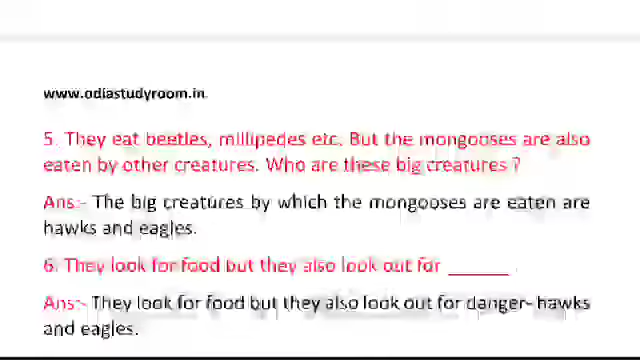 www.odiastudyroom.in
5. They eat beetles, millipedes etc. But the mongooses are also
eaten by other creatures. Who are these big creatures ?
Ans:- The big creatures by which the mongooses are eaten are
hawks and eagles.
6. They look for food but they also look out for ______ .
Ans:- They look for food but they also look out for danger- hawks
and eagles.